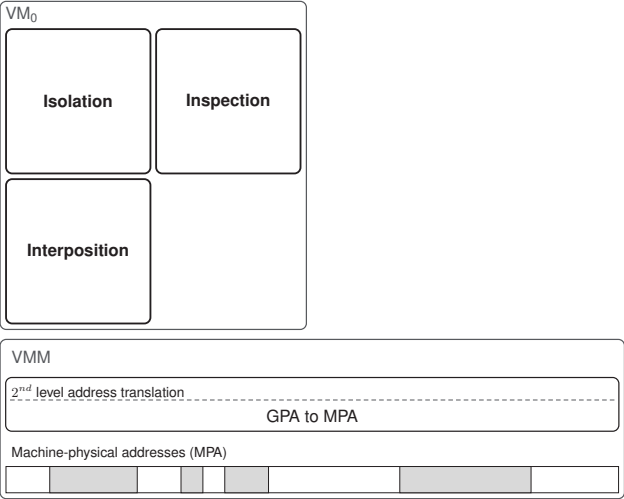 VM₀
Isolation Inspection
Interposition
VMM
2ⁿᵈ level address translation
GPA to MPA
Machine-physical addresses (MPA)